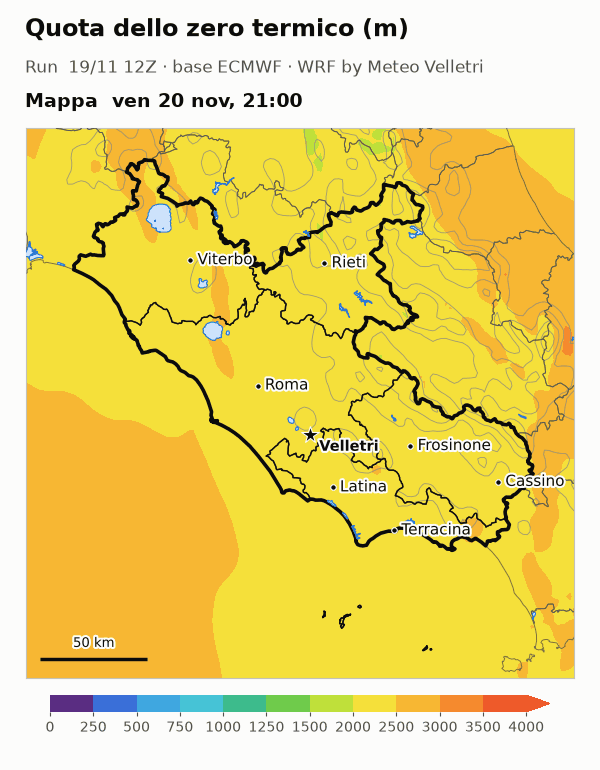 Quota dello zero termico (m)
Run  19/11 12Z · base ECMWF · WRF by Meteo Velletri
Mappa  ven 20 nov, 21:00
Viterbo
Rieti
Roma
Velletri
Frosinone
Latina
Cassino
Terracina
50 km
0 250 500 750 1000 1250 1500 2000 2500 3000 3500 4000